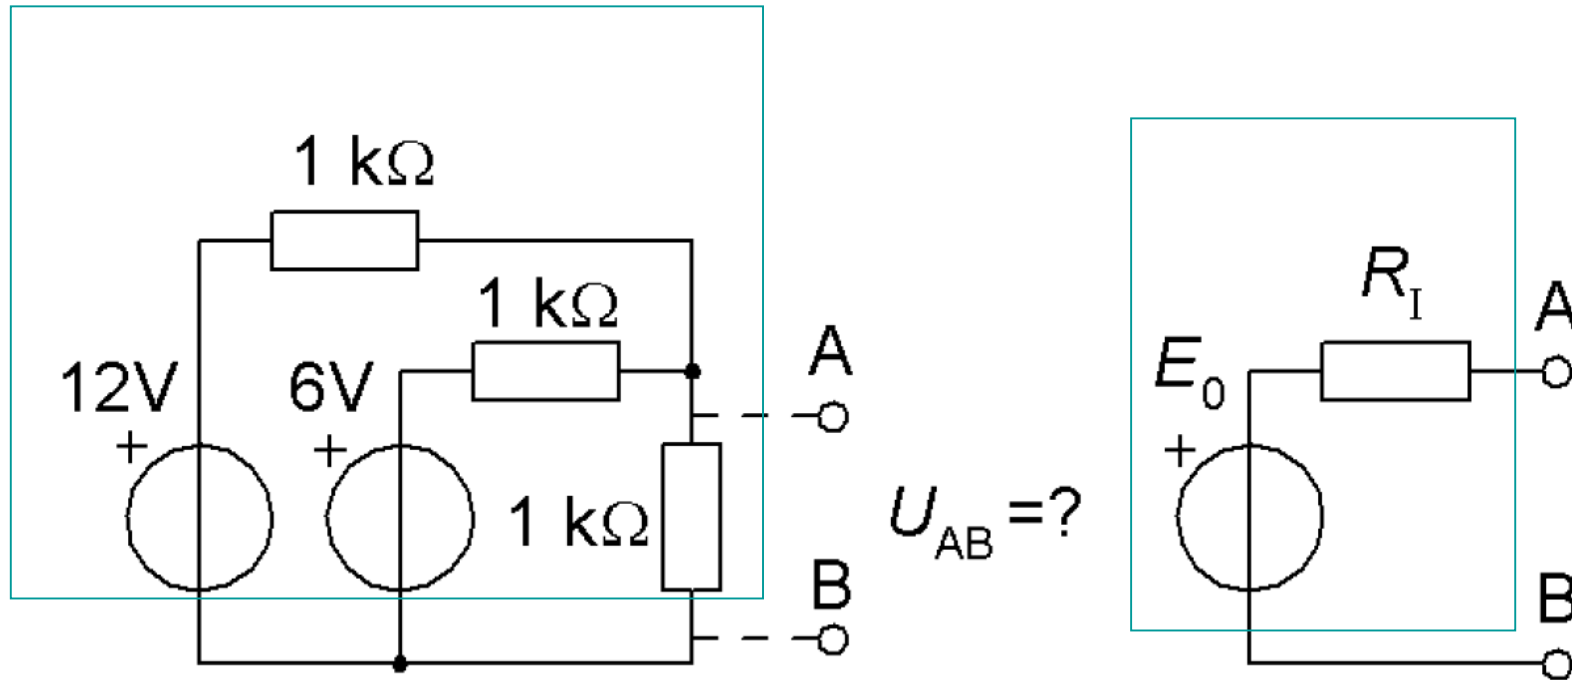 1 kΩ
1 kΩ
12V
6V
+
+
1 kΩ
A
B
U_AB =?
R_I
E_0
+
A
B